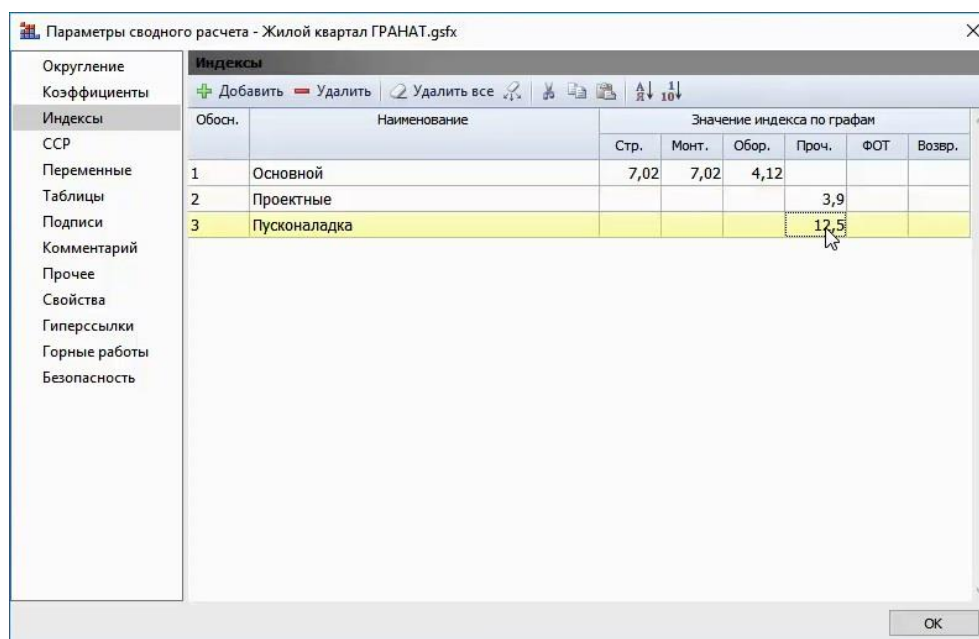 Параметры сводного расчета - Жилой квартал ГРАНАТ.gsfx
Округление
Коэффициенты
Индексы
ССР
Переменные
Таблицы
Подписи
Комментарий
Прочее
Свойства
Гиперссылки
Горные работы
Безопасность
Индексы
Добавить Удалить Удалить все
Обосн. Наименование Значение индекса по графам
Стр. Монт. Обор. Проч. ФОТ Возвр.
1 Основной 7,02 7,02 4,12
2 Проектные 3,9
3 Пусконаладка 12,5
OK